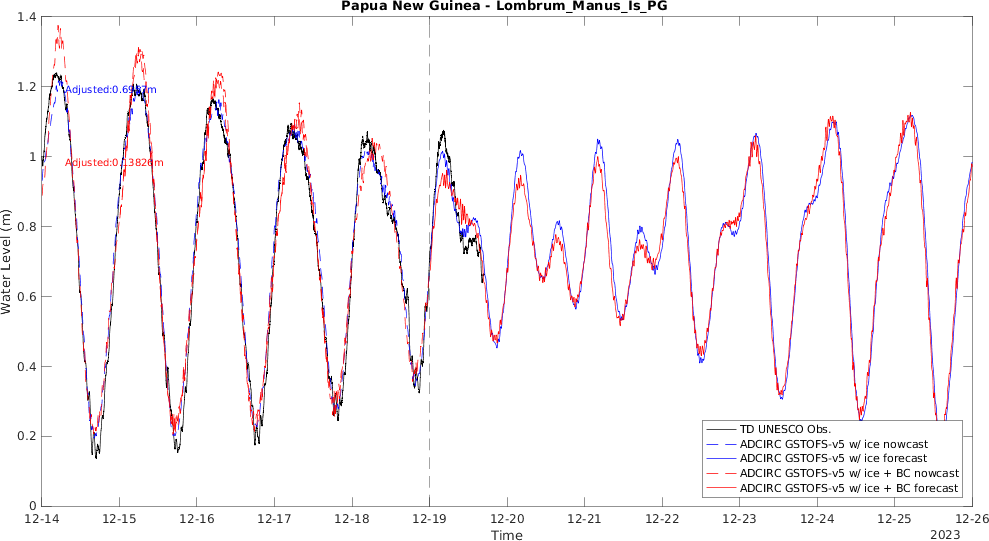 Papua New Guinea - Lombrum_Manus_Is_PG
Water Level (m)
1.4
1.2
1
0.8
0.6
0.4
0.2
0
Adjusted:0.13826m
TD UNESCO Obs.
ADCIRC GSTOFS-v5 w/ ice nowcast
ADCIRC GSTOFS-v5 w/ ice forecast
ADCIRC GSTOFS-v5 w/ ice + BC nowcast
ADCIRC GSTOFS-v5 w/ ice + BC forecast
12-14 12-15 12-16 12-17 12-18 12-19 12-20 12-21 12-22 12-23 12-24 12-25 12-26
Time
2023